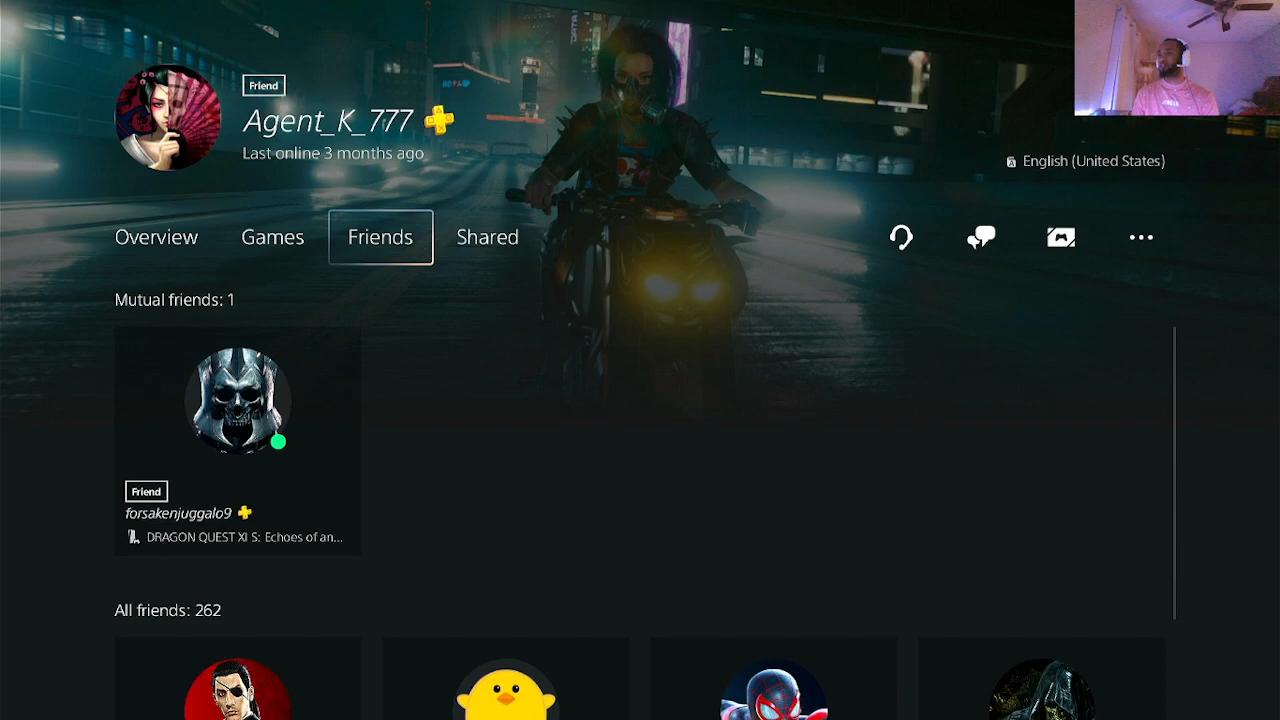 Friend
Agent_K_777
Last online 3 months ago
English (United States)
Overview
Games
Friends
Shared
Mutual friends: 1
Friend
forsakenjuggalo9
DRAGON QUEST XI S: Echoes of an...
All friends: 262